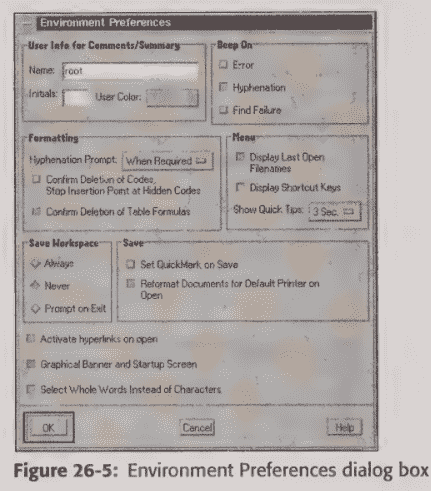 Environment Preferences
User Info for Comments/Summary
Name: root
Initials: User Color:
Beep On
Error
Hyphenation
Find Failure
Formatting
Hyphenation Prompt: When Required
Confirm Deletion of Codes,
Stop Insertion Point at Hidden Codes
Confirm Deletion of Table Formulas
Menu
Display Last Open
Filenames
Display Shortcut Keys
Show Quick Tips: 3 Sec.
Save Workspace
Always
Never
Prompt on Exit
Save
Set QuickMark on Save
Reformat Documents for Default Printer on
Open
Activate hyperlinks on open
Graphical Banner and Startup Screen
Select Whole Words Instead of Characters
OK Cancel Help
Figure 26-5: Environment Preferences dialog box